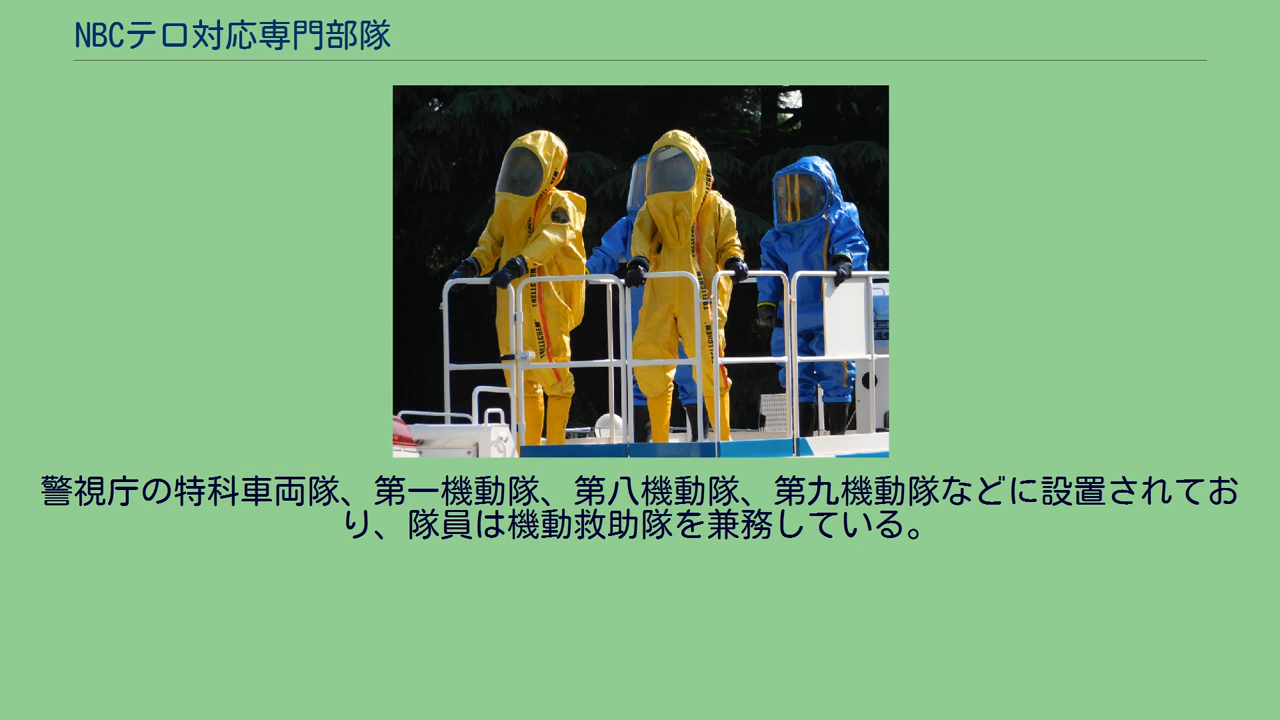 NBCテロ対応専門部隊
TRELLCHEM
TRELLCHEM
警視庁の特科車両隊、第一機動隊、第八機動隊、第九機動隊などに設置されてお
り、隊員は機動救助隊を兼務している。